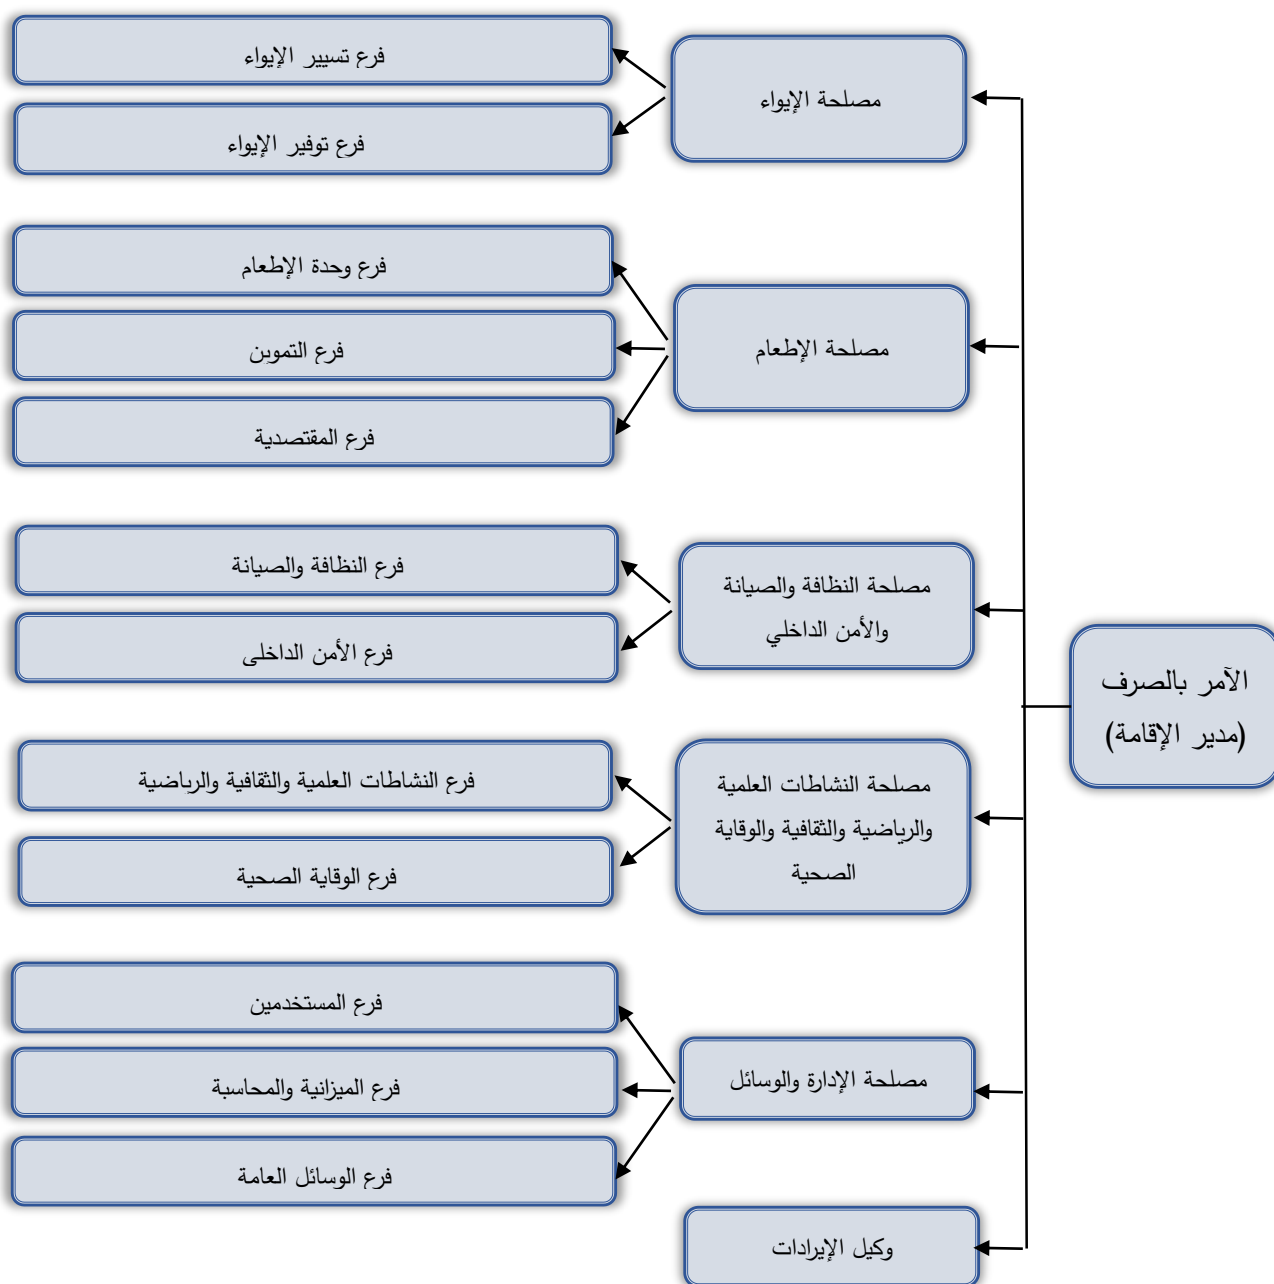 الآمر بالصرف
(مدير الإقامة)
مصلحة الإيواء
فرع تسيير الإيواء
فرع توفير الإيواء
مصلحة الإطعام
فرع وحدة الإطعام
فرع التموين
فرع المقتصدية
مصلحة النظافة والصيانة
والأمن الداخلي
فرع النظافة والصيانة
فرع الأمن الداخلي
مصلحة النشاطات العلمية
والرياضية والثقافية والوقاية
الصحية
فرع النشاطات العلمية والثقافية والرياضية
فرع الوقاية الصحية
مصلحة الإدارة والوسائل
فرع المستخدمين
فرع الميزانية والمحاسبة
فرع الوسائل العامة
وكيل الإيرادات